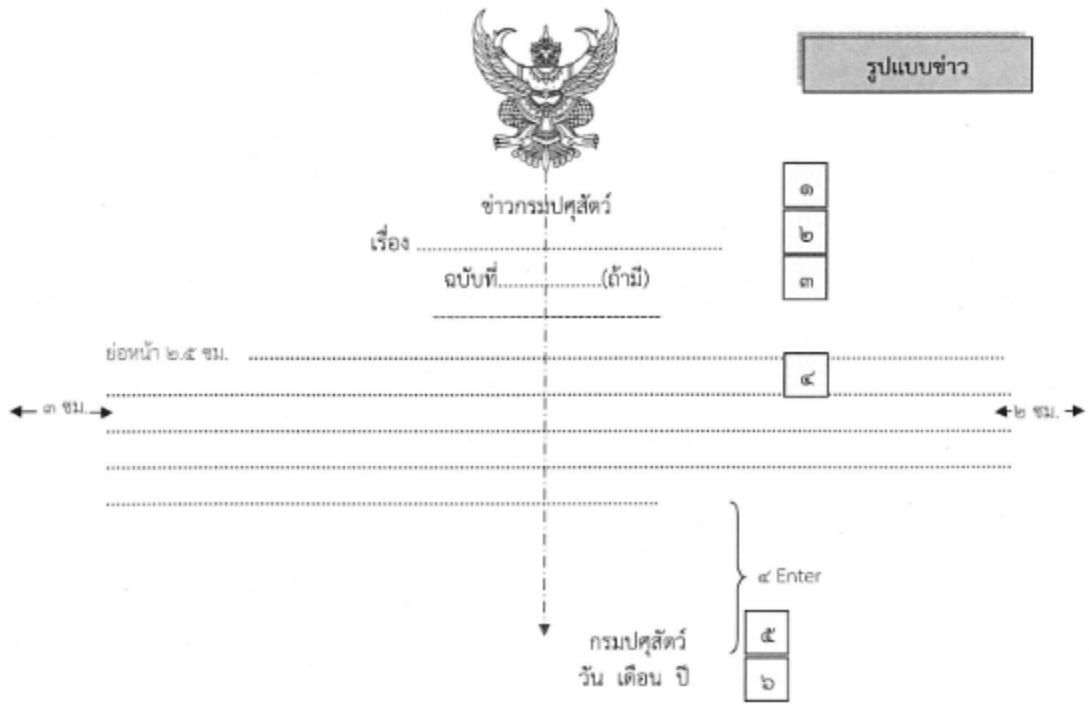 รูปแบบข่าว
ข่าวกรมปศุสัตว์ ๑
เรื่อง ........................................ ๒
ฉบับที่..................(ถ้ามี) ๓
ย่อหน้า ๒.๕ ซม. ........................................
๔
๓ ซม. ๒ ซม.
๔ Enter
กรมปศุสัตว์ ๕
วัน เดือน ปี ๖